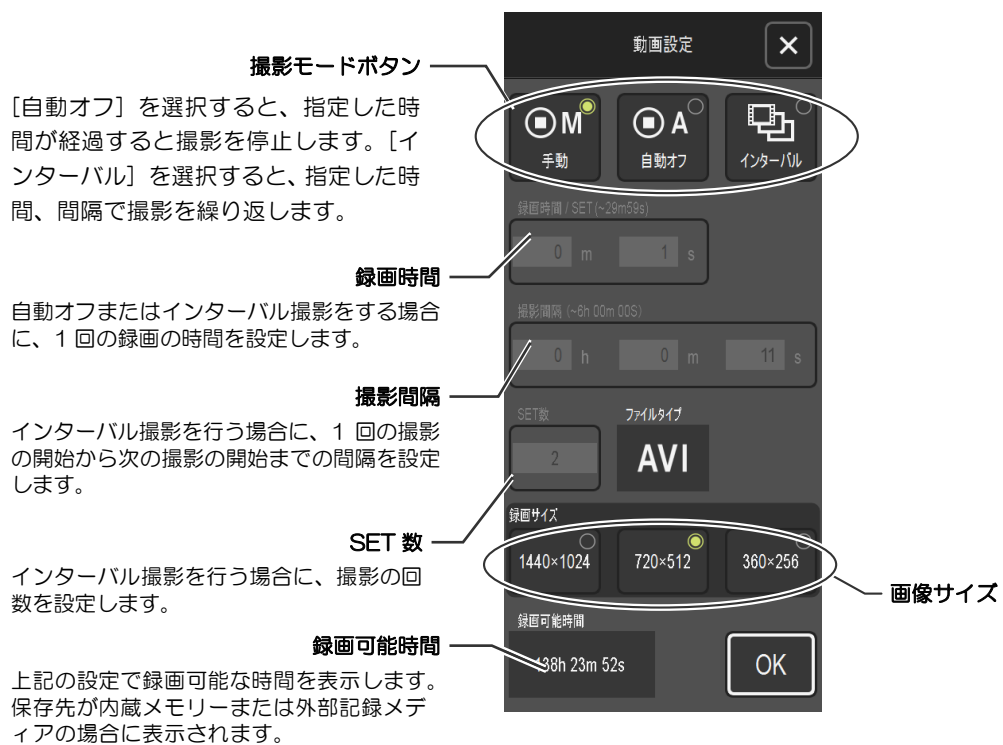 撮影モードボタン
[自動オフ] を選択すると、指定した時
間が経過すると撮影を停止します。[イ
ンターバル] を選択すると、指定した時
間、間隔で撮影を繰り返します。
録画時間
自動オフまたはインターバル撮影をする場合
に、1 回の録画の時間を設定します。
撮影間隔
インターバル撮影を行う場合に、1 回の撮影
の開始から次の撮影の開始までの間隔を設定
します。
SET 数
インターバル撮影を行う場合に、撮影の回
数を設定します。
録画可能時間
上記の設定で録画可能な時間を表示します。
保存先が内蔵メモリーまたは外部記録メデ
ィアの場合に表示されます。
動画設定
M A
手動 自動オフ インターバル
録画時間 / SET (~29m59s)
0 m 1 s
撮影間隔 (~6h 00m 00S)
0 h 0 m 11 s
SET数 ファイルタイプ
2 AVI
録画サイズ
1440×1024 720×512 360×256
録画可能時間
138h 23m 52s OK
画像サイズ